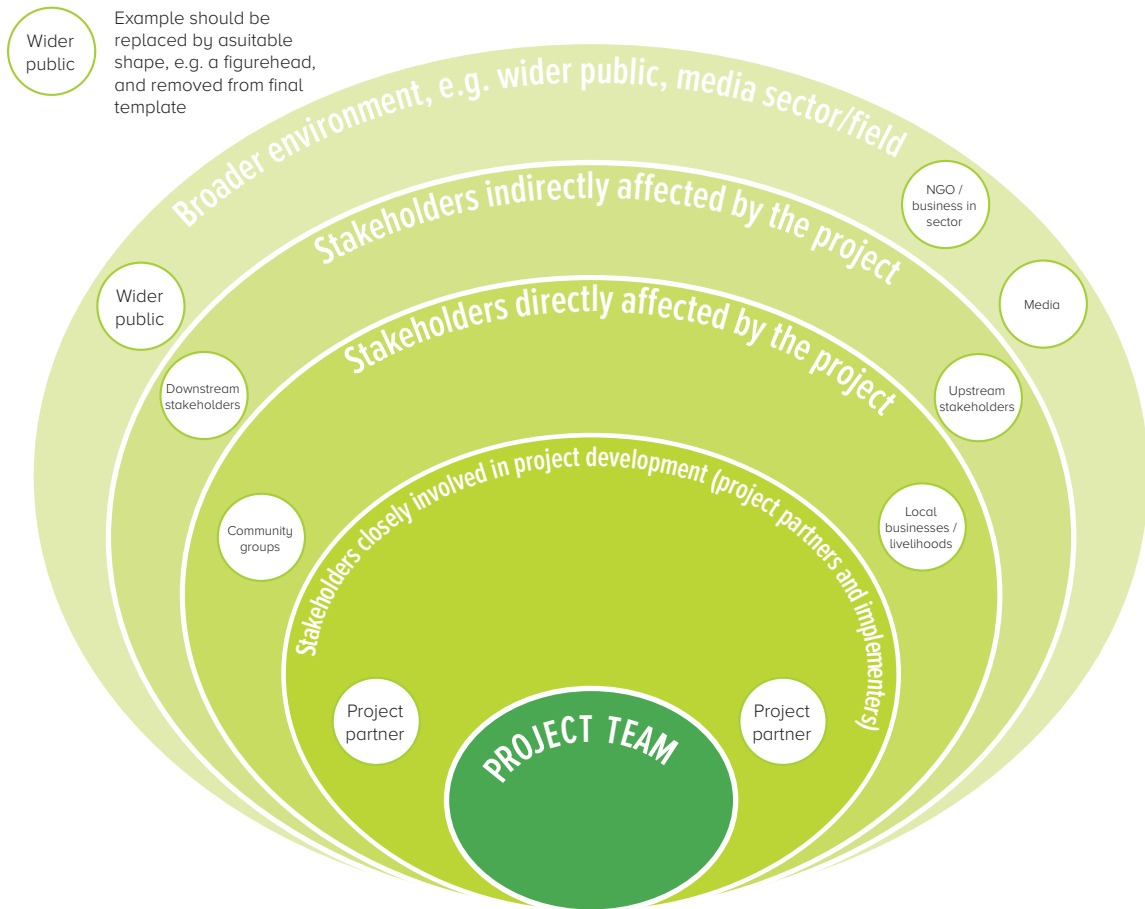 Wider
public
Example should be
replaced by asuitable
shape, e.g. a figurehead,
and removed from final
template
Broader environment, e.g. wider public, media sector/field
NGO /
business in
sector
Stakeholders indirectly affected by the project
Wider
public
Media
Stakeholders directly affected by the project
Downstream
stakeholders
Upstream
stakeholders
Stakeholders closely involved in project development (project partners and implementers)
Community
groups
Local
businesses /
livelihoods
Project
partner
Project
partner
PROJECT TEAM